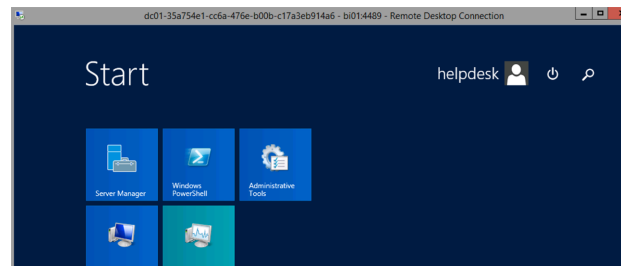 dc01-35a754e1-cc6a-476e-b00b-c17a3eb914a6 - bi01:4489 - Remote Desktop Connection
Start
helpdesk
Server Manager
Windows
PowerShell
Administrative
Tools